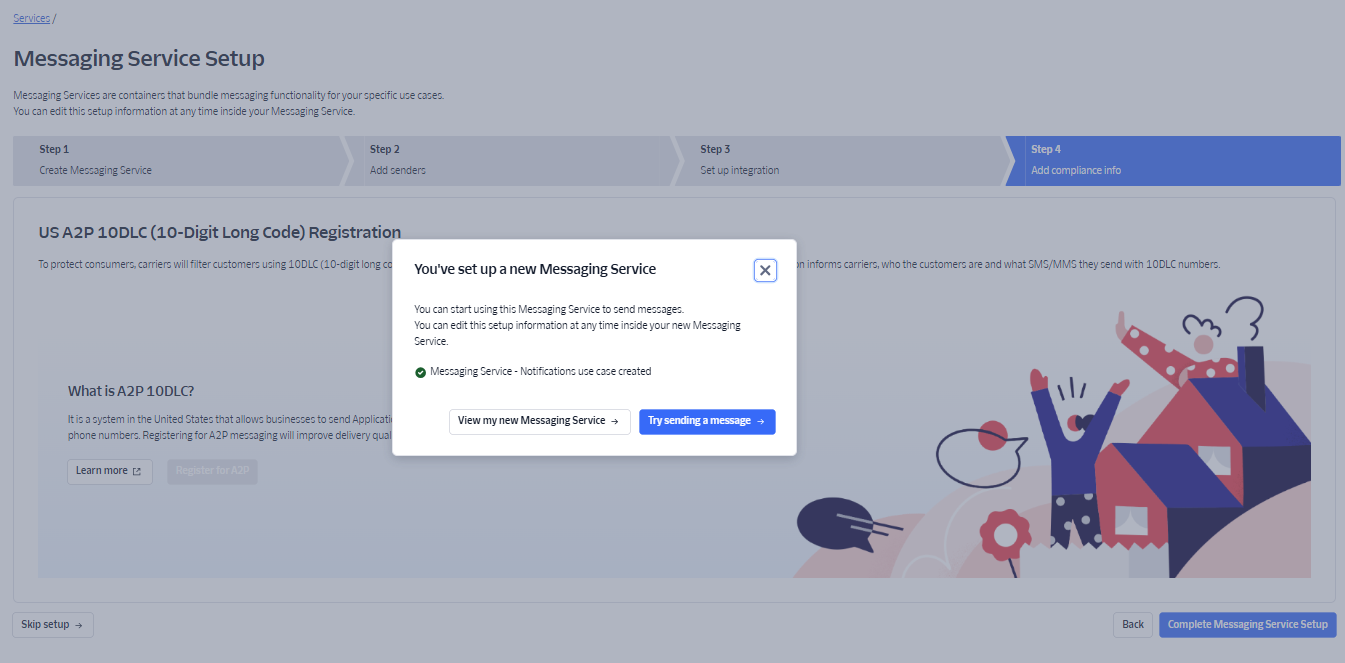 Services /
Messaging Service Setup
Messaging Services are containers that bundle messaging functionality for your specific use cases.
You can edit this setup information at any time inside your Messaging Service.
Step 1
Create Messaging Service
Step 2
Add senders
Step 3
Set up integration
Step 4
Add compliance info
US A2P 10DLC (10-Digit Long Code) Registration
To protect consumers, carriers will filter customers using 10DLC (10-digit long co
n informs carriers, who the customers are and what SMS/MMS they send with 10DLC numbers.
You've set up a new Messaging Service
You can start using this Messaging Service to send messages.
You can edit this setup information at any time inside your new Messaging
Service.
Messaging Service - Notifications use case created
View my new Messaging Service →
Try sending a message →
What is A2P 10DLC?
It is a system in the United States that allows businesses to send Applicati
phone numbers. Registering for A2P messaging will improve delivery qual
Learn more
Register for A2P
Skip setup →
Back
Complete Messaging Service Setup